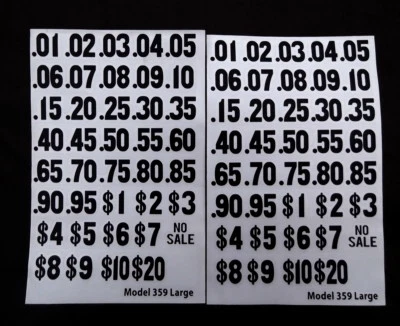 .01 .02 .03 .04 .05
.06 .07 .08 .09 .10
.15 .20 .25 .30 .35
.40 .45 .50 .55 .60
.65 .70 .75 .80 .85
.90 .95 $1 $2 $3
$4 $5 $6 $7 NO SALE
$8 $9 $10 $20
Model 359 Large
.01 .02 .03 .04 .05
.06 .07 .08 .09 .10
.15 .20 .25 .30 .35
.40 .45 .50 .55 .60
.65 .70 .75 .80 .85
.90 .95 $1 $2 $3
$4 $5 $6 $7 NO SALE
$8 $9 $10 $20
Model 359 Large